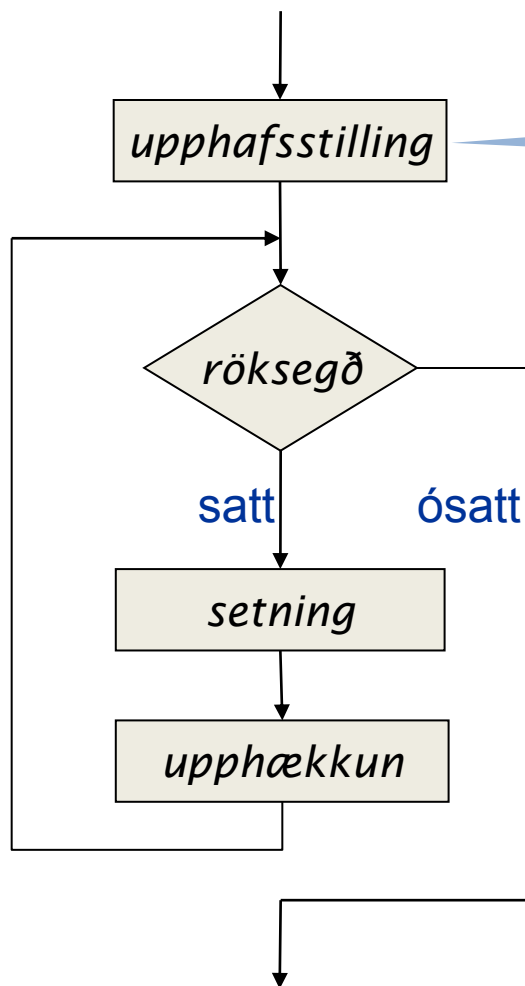 upphafsstilling
röksegð
satt
ósatt
setning
upphækkun